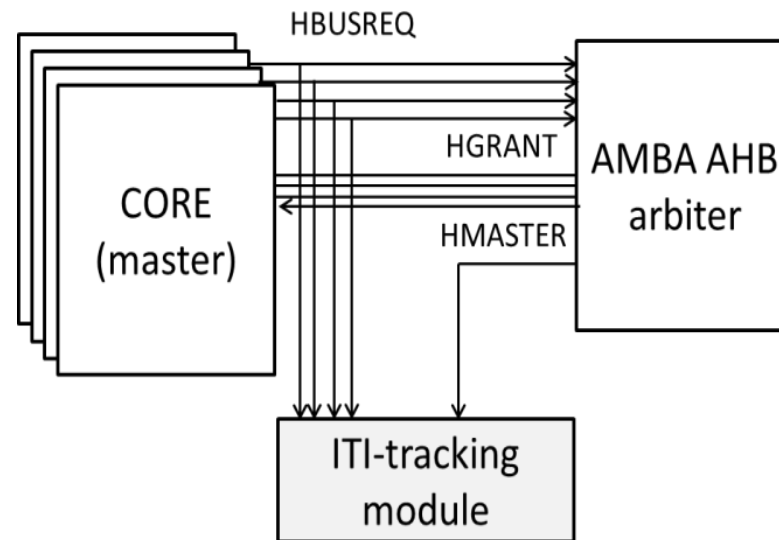 HBUSREQ
HGRANT
HMASTER
CORE
(master)
AMBA AHB
arbiter
ITI-tracking
module